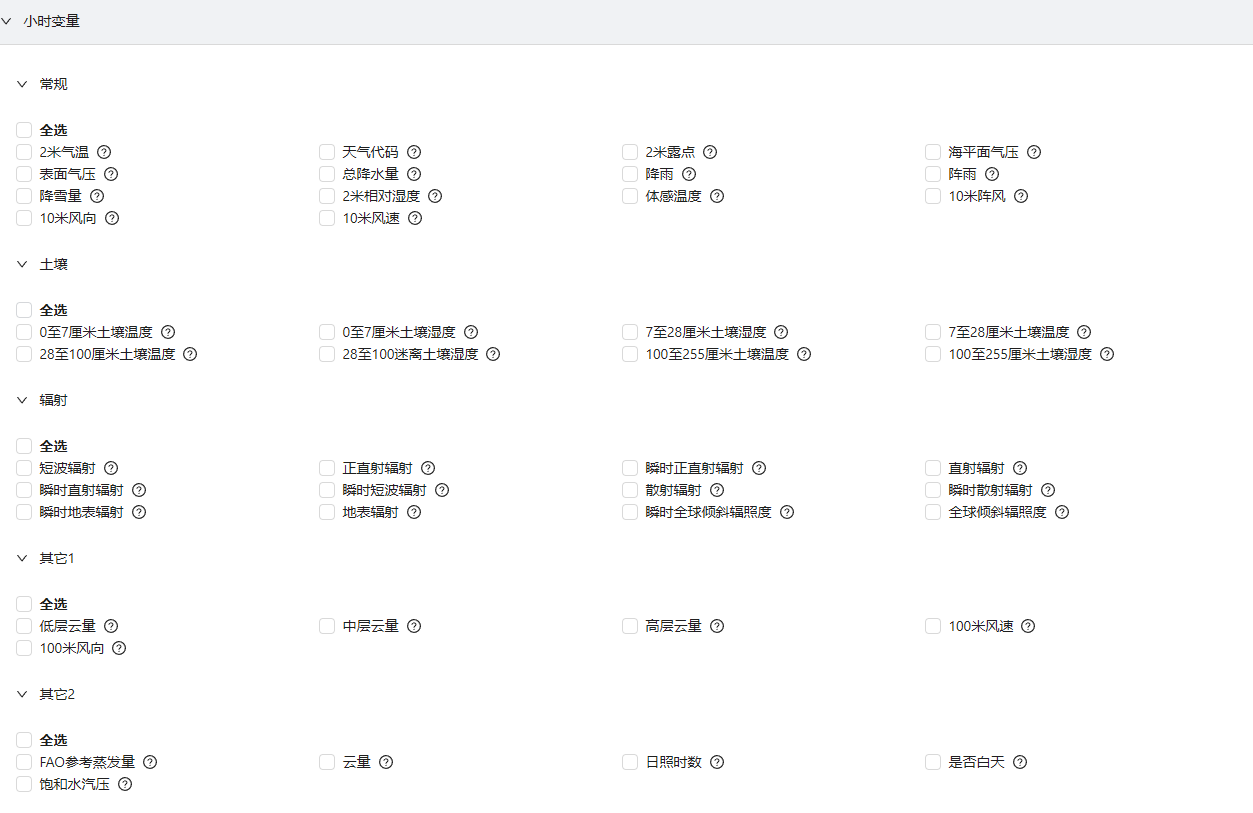 小时变量
常规
全选
2米气温 天气代码 2米露点 海平面气压
表面气压 总降水量 降雨 阵雨
降雪量 2米相对湿度 体感温度 10米阵风
10米风向 10米风速
土壤
全选
0至7厘米土壤温度 0至7厘米土壤湿度 7至28厘米土壤湿度 7至28厘米土壤温度
28至100厘米土壤温度 28至100迷离土壤湿度 100至255厘米土壤温度 100至255厘米土壤湿度
辐射
全选
短波辐射 正直射辐射 瞬时正直射辐射 直射辐射
瞬时直射辐射 瞬时短波辐射 散射辐射 瞬时散射辐射
瞬时地表辐射 地表辐射 瞬时全球倾斜辐照度 全球倾斜辐照度
其它1
全选
低层云量 中层云量 高层云量 100米风速
100米风向
其它2
全选
FAO参考蒸发量 云量 日照时数 是否白天
饱和水汽压